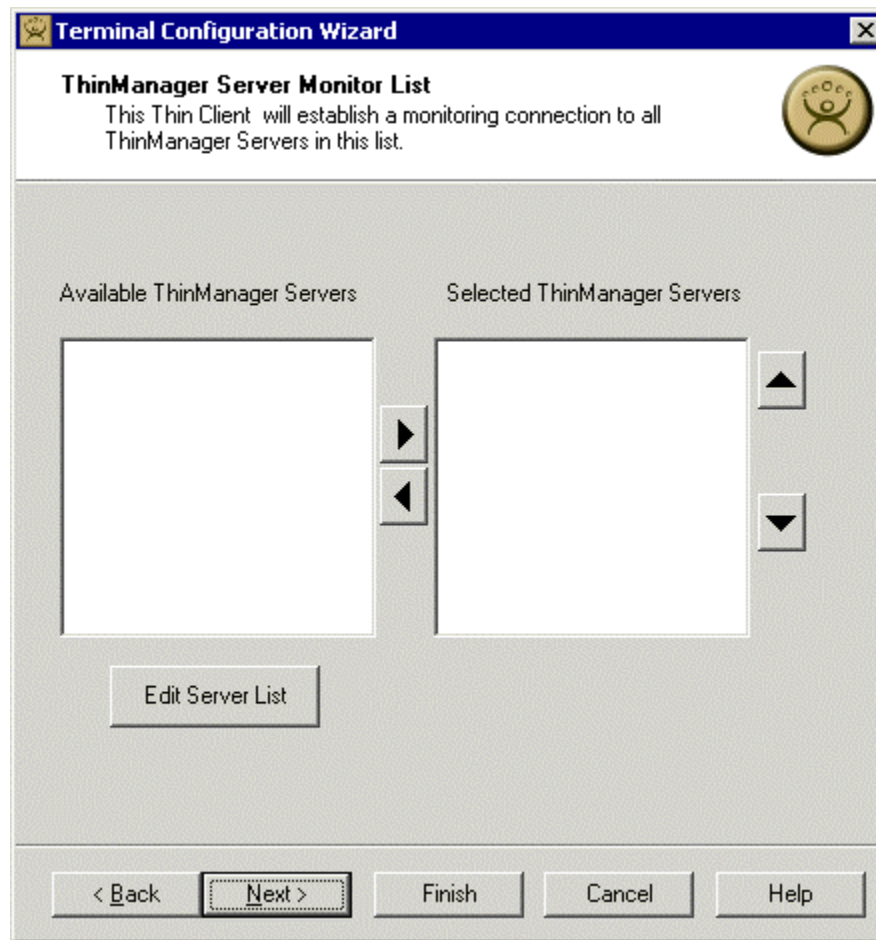 Terminal Configuration Wizard
ThinManager Server Monitor List
This Thin Client will establish a monitoring connection to all
ThinManager Servers in this list.
Available ThinManager Servers
Selected ThinManager Servers
Edit Server List
< Back
Next >
Finish
Cancel
Help